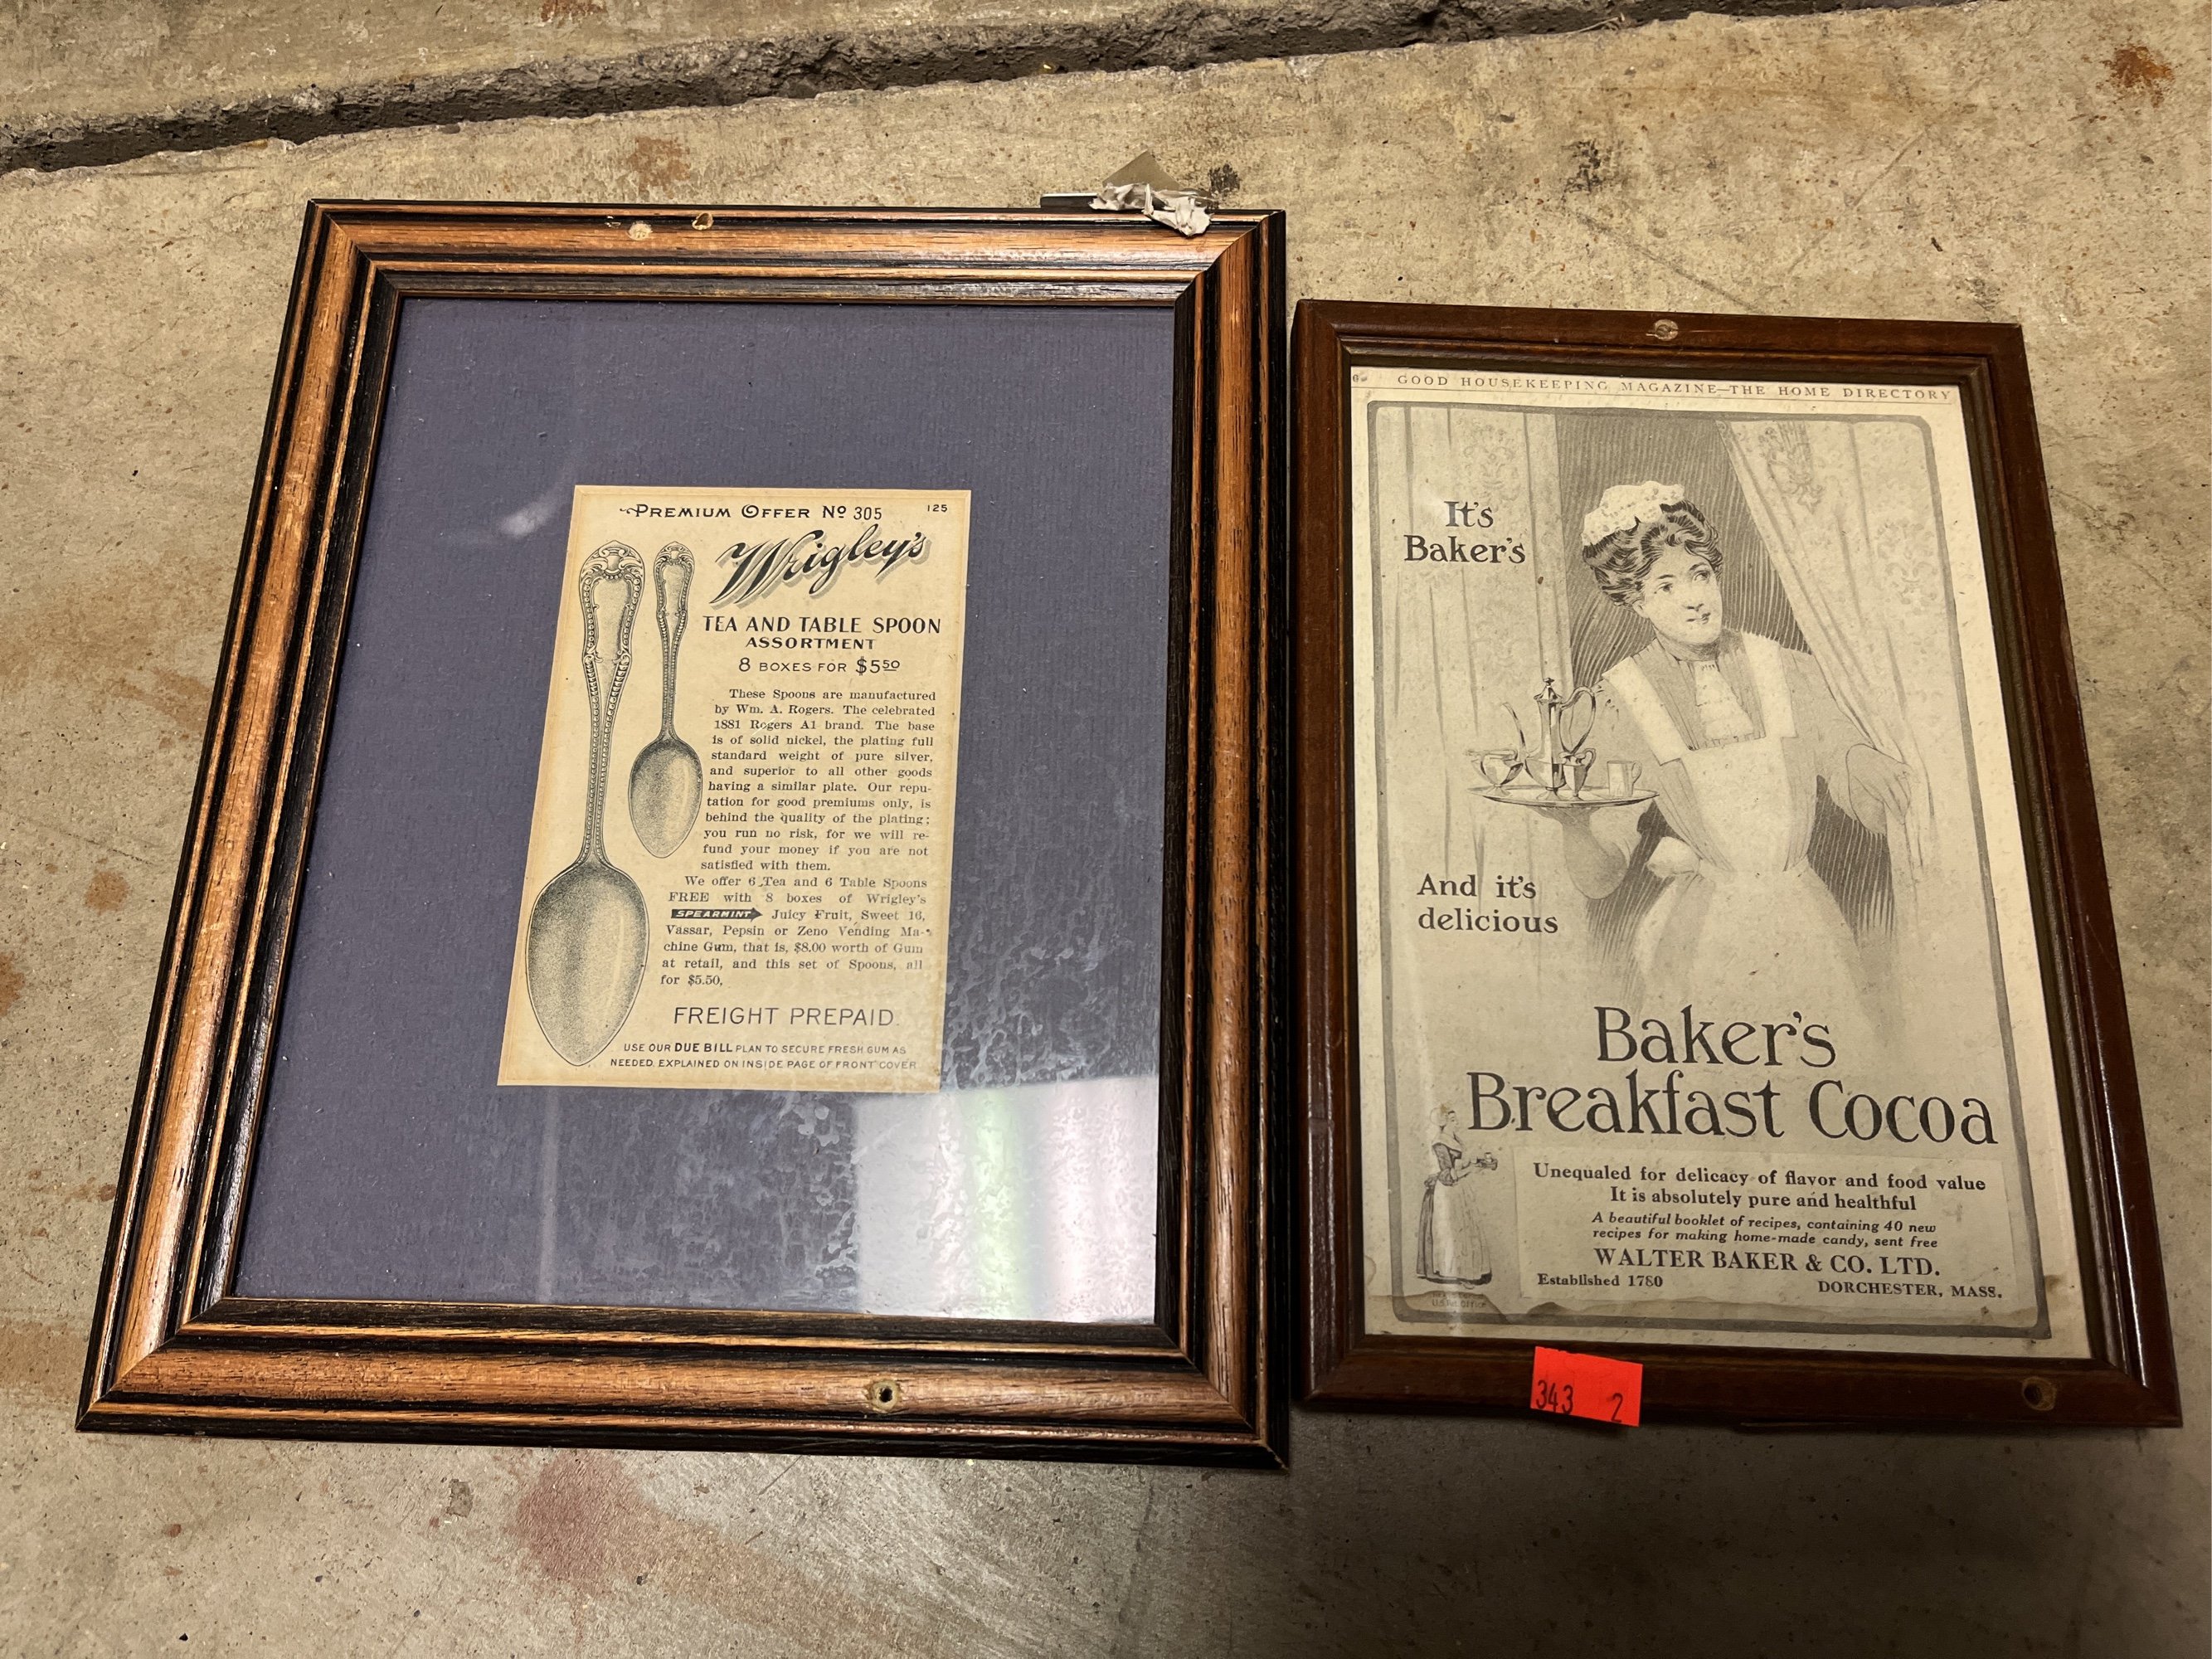 PREMIUM OFFER Nº 305
125
Wrigley's
TEA AND TABLE SPOON
ASSORTMENT
8 BOXES FOR $5.50
These Spoons are manufactured
by Wm. A. Rogers. The celebrated
1881 Rogers A1 brand. The base
is of solid nickel, the plating full
standard weight of pure silver,
and superior to all other goods
having a similar plate. Our repu-
tation for good premiums only, is
behind the quality of the plating;
you run no risk, for we will re-
fund your money if you are not
satisfied with them.
We offer 6 Tea and 6 Table Spoons
FREE with 8 boxes of Wrigley's
SPEARMINT Juicy Fruit, Sweet 16,
Vassar, Pepsin or Zeno Vending Ma-
chine Gum, that is, $8.00 worth of Gum
at retail, and this set of Spoons, all
for $5.50,
FREIGHT PREPAID.
USE OUR DUE BILL PLAN TO SECURE FRESH GUM AS
NEEDED. EXPLAINED ON INSIDE PAGE OF FRONT COVER
GOOD HOUSEKEEPING MAGAZINE—THE HOME DIRECTORY
It's
Baker's
And it's
delicious
Baker's
Breakfast Cocoa
Unequaled for delicacy of flavor and food value
It is absolutely pure and healthful
A beautiful booklet of recipes, containing 40 new
recipes for making home-made candy, sent free
WALTER BAKER & CO. LTD.
Established 1780
DORCHESTER, MASS.
343 2